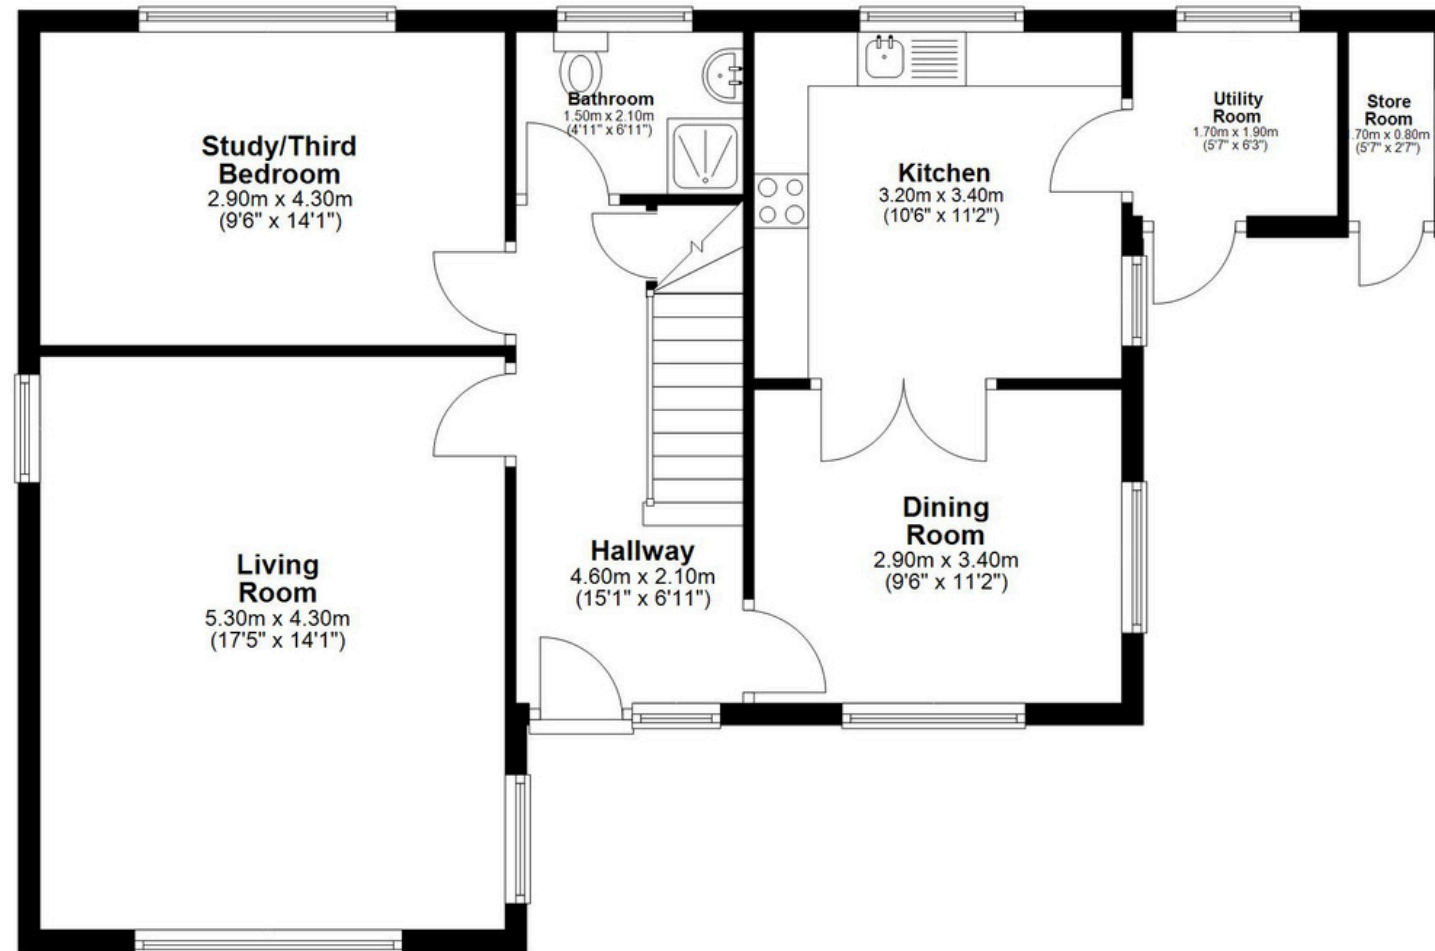 Study/Third
Bedroom
2.90m x 4.30m
(9'6" x 14'1")
Bathroom
1.50m x 2.10m
(4'11" x 6'11")
Kitchen
3.20m x 3.40m
(10'6" x 11'2")
Utility
Room
1.70m x 1.90m
(5'7" x 6'3")
Store
Room
.70m x 0.80m
(5'7" x 2'7")
N
Living
Room
5.30m x 4.30m
(17'5" x 14'1")
Hallway
4.60m x 2.10m
(15'1" x 6'11")
Dining
Room
2.90m x 3.40m
(9'6" x 11'2")